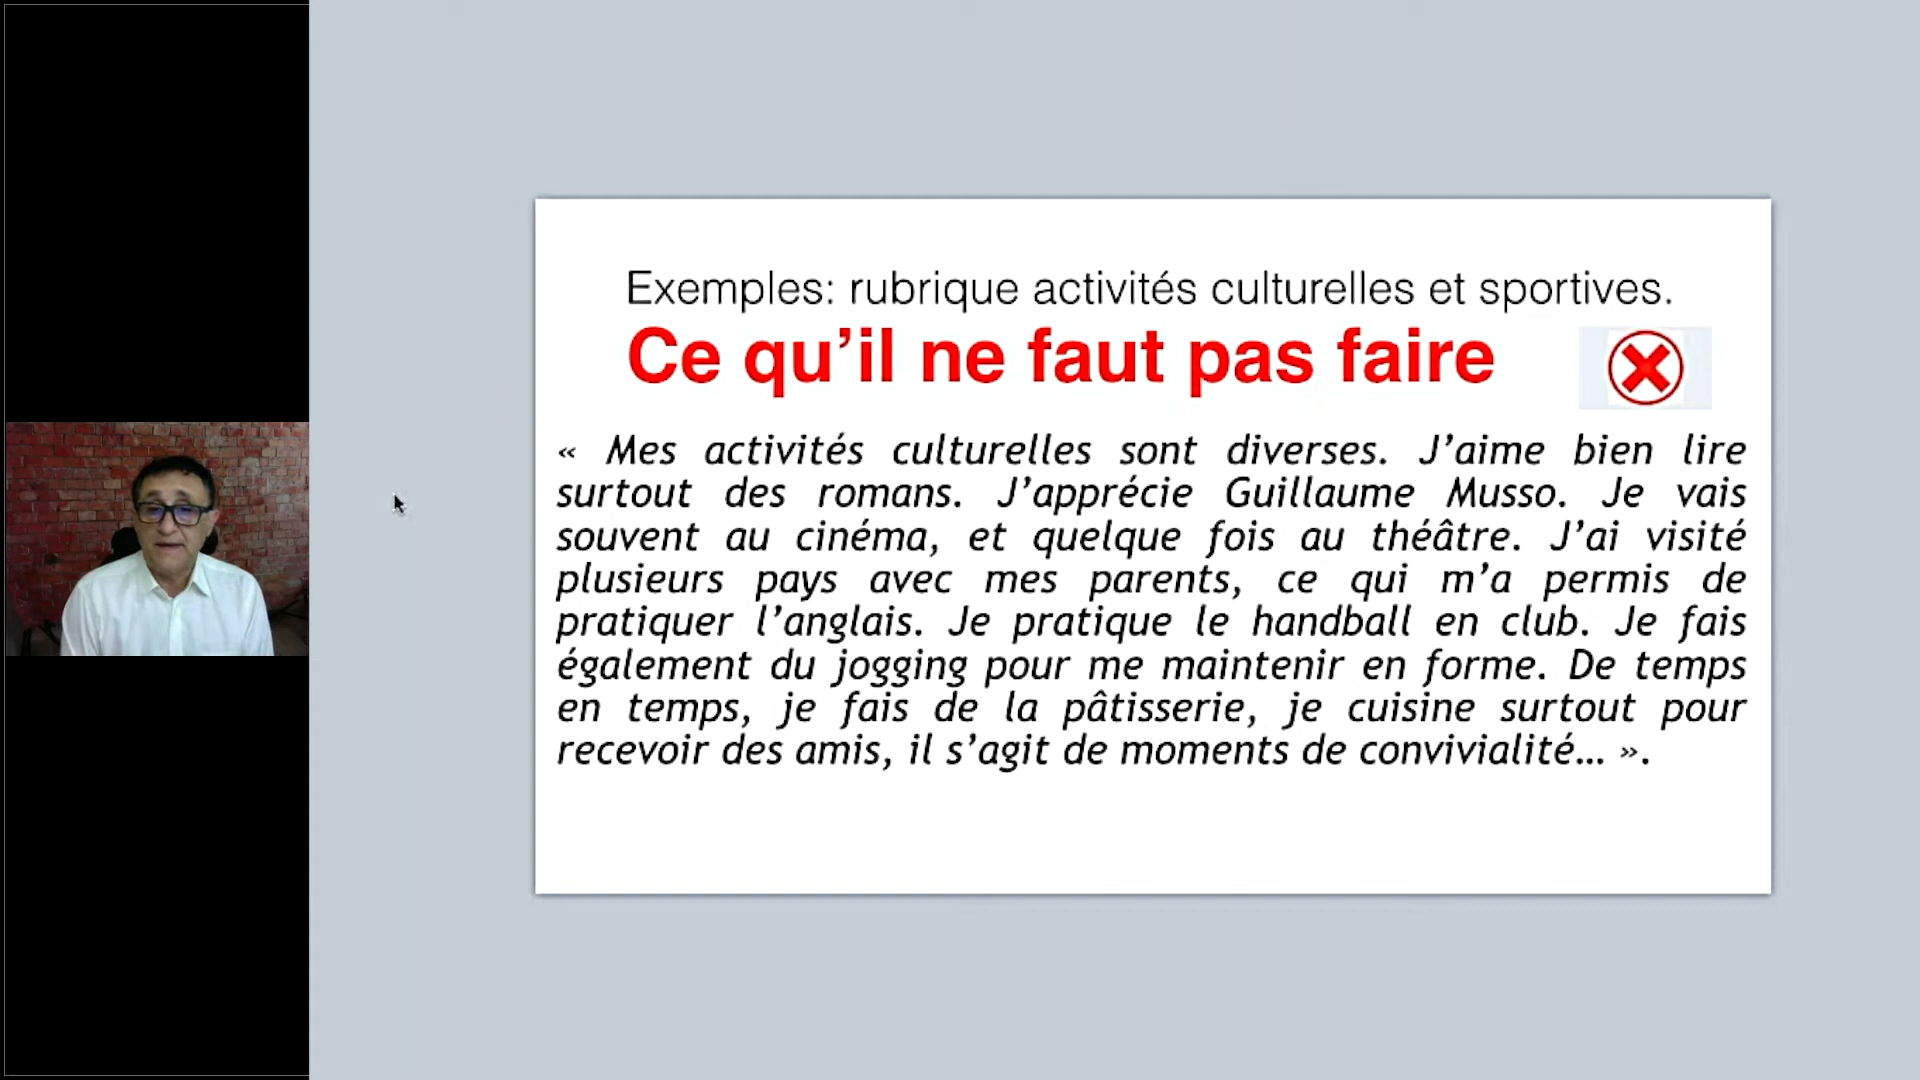 Exemples: rubrique activités culturelles et sportives.
Ce qu’il ne faut pas faire
« Mes activités culturelles sont diverses. J’aime bien lire
surtout des romans. J’apprécie Guillaume Musso. Je vais
souvent au cinéma, et quelque fois au théâtre. J’ai visité
plusieurs pays avec mes parents, ce qui m’a permis de
pratiquer l’anglais. Je pratique le handball en club. Je fais
également du jogging pour me maintenir en forme. De temps
en temps, je fais de la pâtisserie, je cuisine surtout pour
recevoir des amis, il s’agit de moments de convivialité… ».